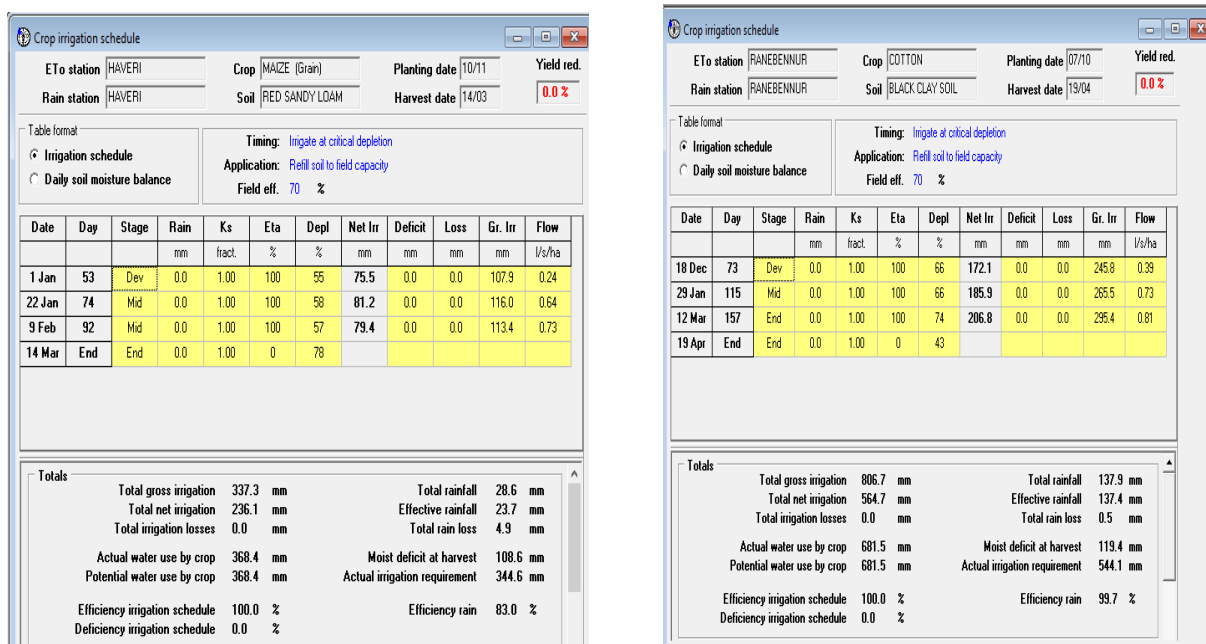 Crop irrigation schedule
ETo station HAVERI Crop MAIZE (Grain) Planting date 10/11 Yield red.
Rain station HAVERI Soil RED SANDY LOAM Harvest date 14/03 0.0 %
Table format
Irrigation schedule
Daily soil moisture balance
Timing: Irrigate at critical depletion
Application: Refill soil to field capacity
Field eff. 70 %
Date Day Stage Rain Ks Eta Depl Net Irr Deficit Loss Gr. Irr Flow
mm fract. % % mm mm mm mm l/s/ha
1 Jan 53 Dev 0.0 1.00 100 55 75.5 0.0 0.0 107.9 0.24
22 Jan 74 Mid 0.0 1.00 100 58 81.2 0.0 0.0 116.0 0.64
9 Feb 92 Mid 0.0 1.00 100 57 79.4 0.0 0.0 113.4 0.73
14 Mar End End 0.0 1.00 0 78
Totals
Total gross irrigation 337.3 mm Total rainfall 28.6 mm
Total net irrigation 236.1 mm Effective rainfall 23.7 mm
Total irrigation losses 0.0 mm Total rain loss 4.9 mm
Actual water use by crop 368.4 mm Moist deficit at harvest 108.6 mm
Potential water use by crop 368.4 mm Actual irrigation requirement 344.6 mm
Efficiency irrigation schedule 100.0 % Efficiency rain 83.0 %
Deficiency irrigation schedule 0.0 %
Crop irrigation schedule
ETo station RANEBENNUR Crop COTTON Planting date 07/10 Yield red.
Rain station RANEBENNUR Soil BLACK CLAY SOIL Harvest date 19/04 0.0 %
Table format
Irrigation schedule
Daily soil moisture balance
Timing: Irrigate at critical depletion
Application: Refill soil to field capacity
Field eff. 70 %
Date Day Stage Rain Ks Eta Depl Net Irr Deficit Loss Gr. Irr Flow
mm fract. % % mm mm mm mm l/s/ha
18 Dec 73 Dev 0.0 1.00 100 66 172.1 0.0 0.0 245.8 0.39
29 Jan 115 Mid 0.0 1.00 100 66 185.9 0.0 0.0 265.5 0.73
12 Mar 157 End 0.0 1.00 100 74 206.8 0.0 0.0 295.4 0.81
19 Apr End End 0.0 1.00 0 43
Totals
Total gross irrigation 806.7 mm Total rainfall 137.9 mm
Total net irrigation 564.7 mm Effective rainfall 137.4 mm
Total irrigation losses 0.0 mm Total rain loss 0.5 mm
Actual water use by crop 681.5 mm Moist deficit at harvest 119.4 mm
Potential water use by crop 681.5 mm Actual irrigation requirement 544.1 mm
Efficiency irrigation schedule 100.0 % Efficiency rain 99.7 %
Deficiency irrigation schedule 0.0 %